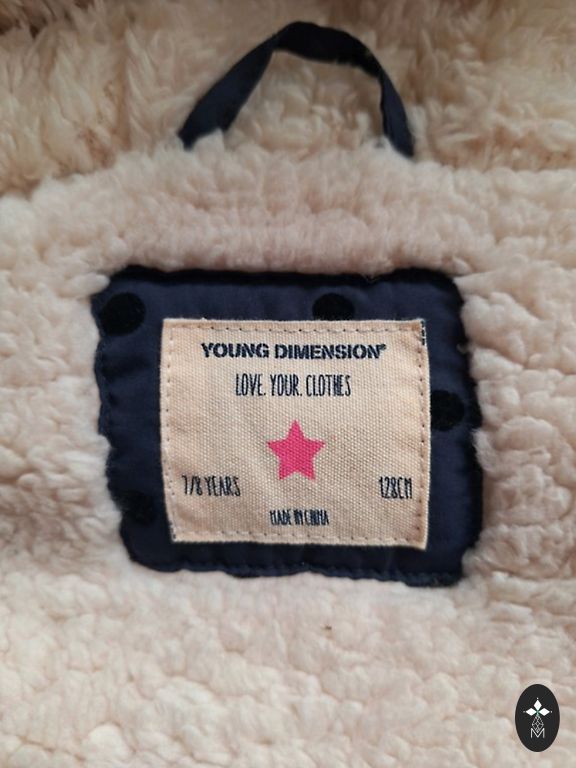 YOUNG DIMENSION®
LOVE. YOUR. CLOTHES
7/8 YEARS 128CM
MADE IN CHINA
M